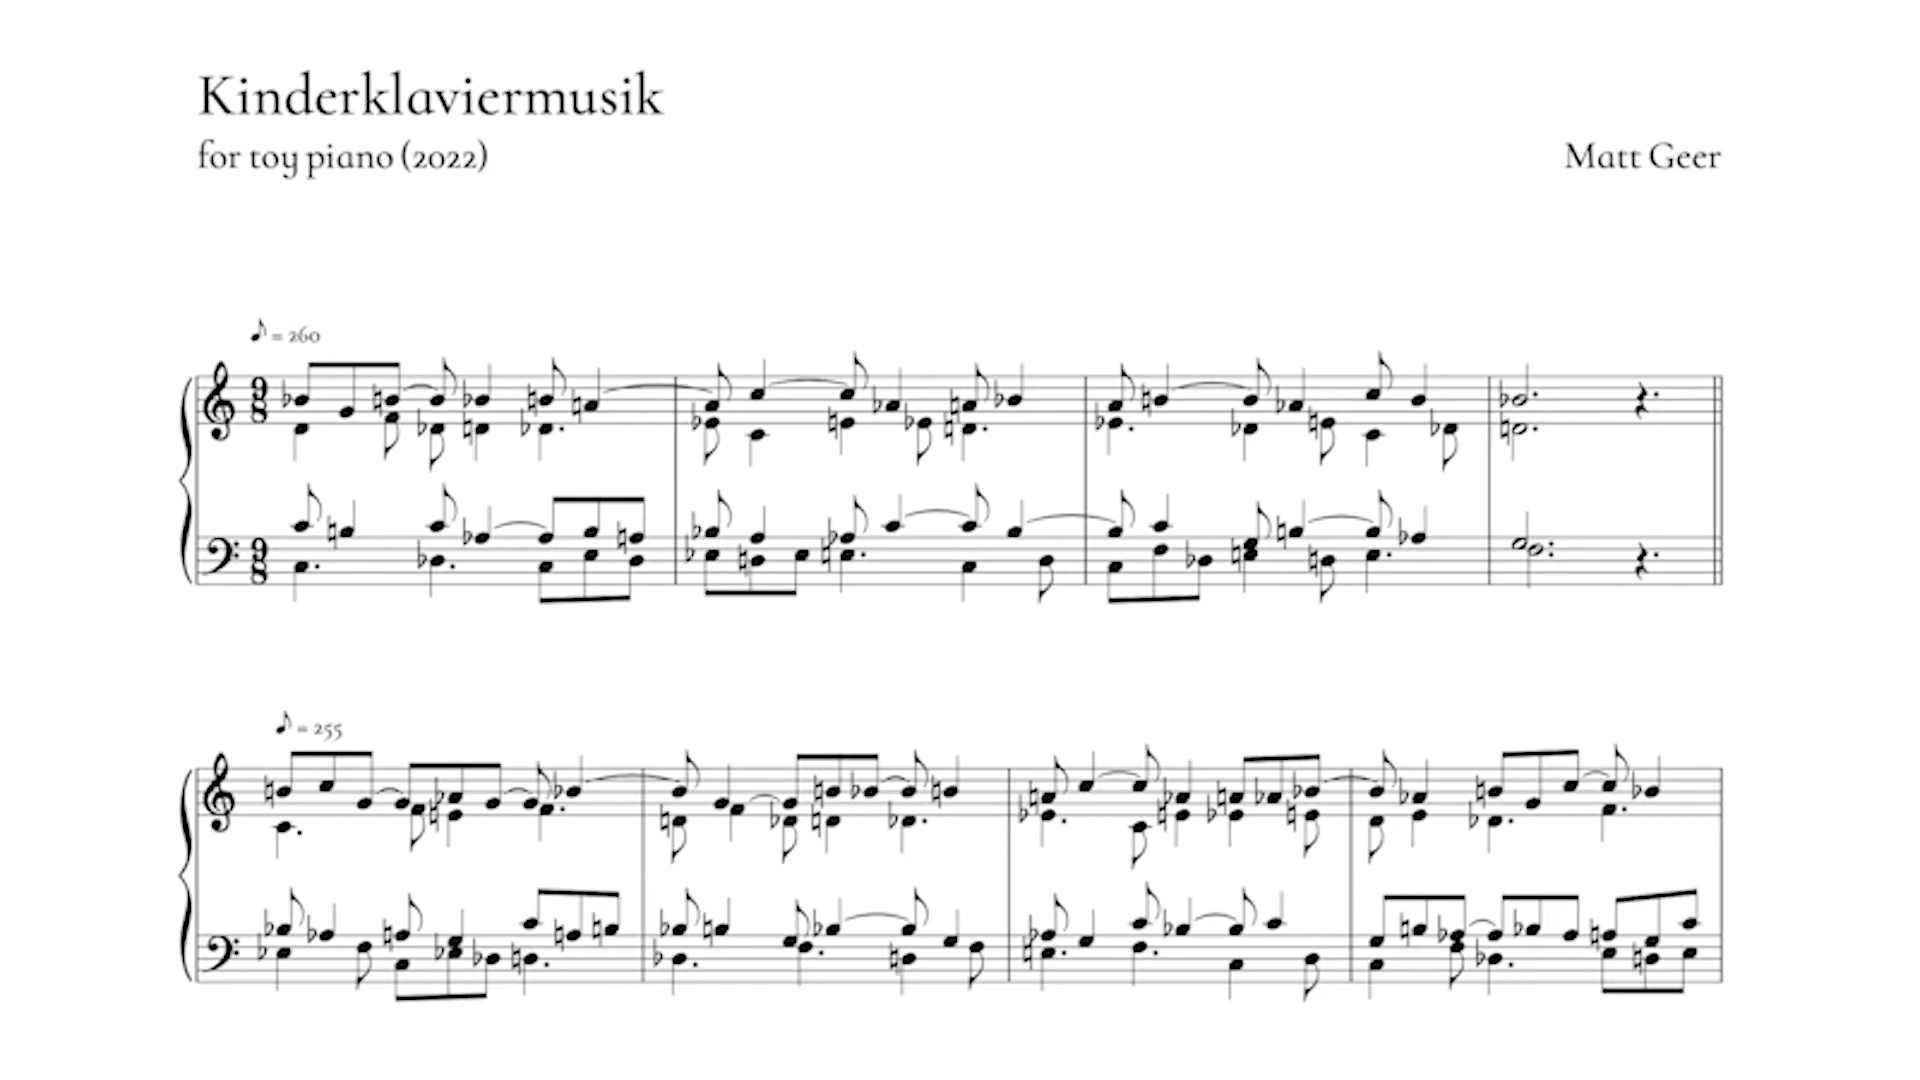 Kinderklaviermusik
for toy piano (2022)
Matt Geer
♪ = 260
9
8
9
8
♪ = 255